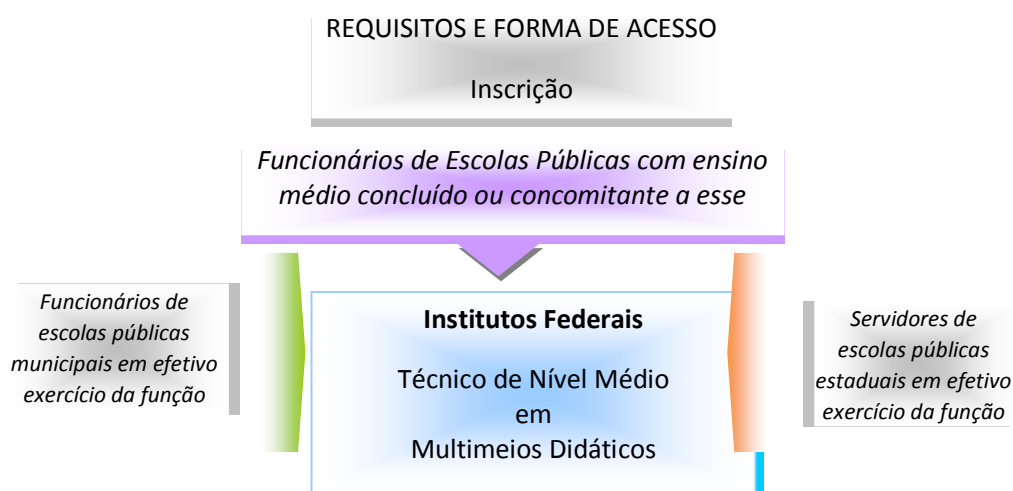 REQUISITOS E FORMA DE ACESSO
Inscrição
Funcionários de Escolas Públicas com ensino
médio concluído ou concomitante a esse
Funcionários de
escolas públicas
municipais em efetivo
exercício da função
Institutos Federais
Técnico de Nível Médio
em
Multimeios Didáticos
Servidores de
escolas públicas
estaduais em efetivo
exercício da função